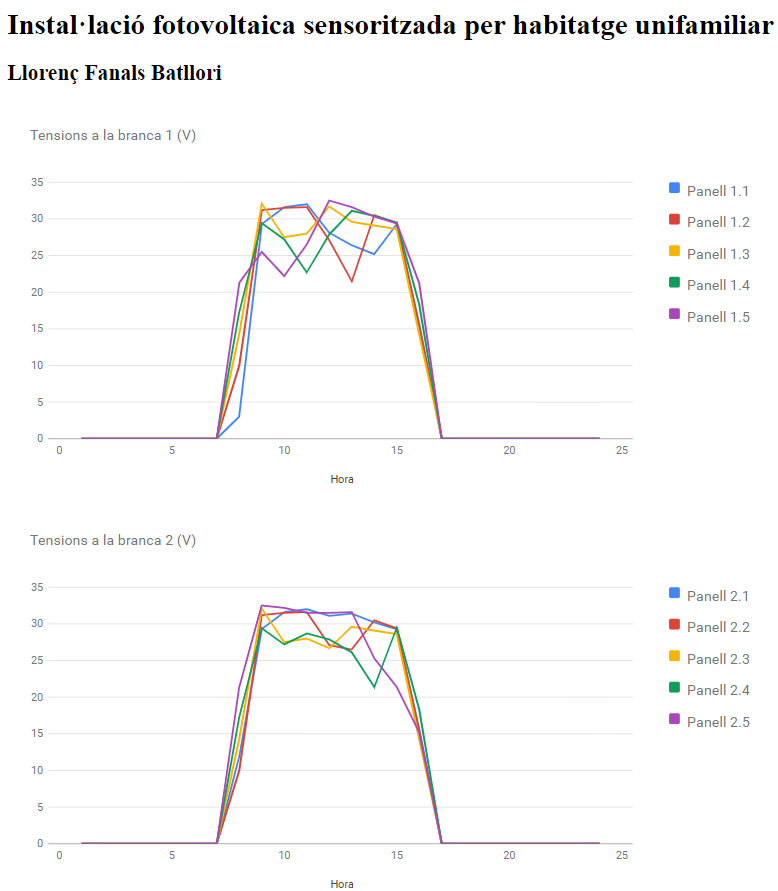 Instal·lació fotovoltaica sensoritzada per habitatge unifamiliar
Llorenç Fanals Batllori
Tensions a la branca 1 (V)
35
30
25
20
15
10
5
0
0 5 10 15 20 25
Hora
Panell 1.1
Panell 1.2
Panell 1.3
Panell 1.4
Panell 1.5
Tensions a la branca 2 (V)
35
30
25
20
15
10
5
0
0 5 10 15 20 25
Hora
Panell 2.1
Panell 2.2
Panell 2.3
Panell 2.4
Panell 2.5